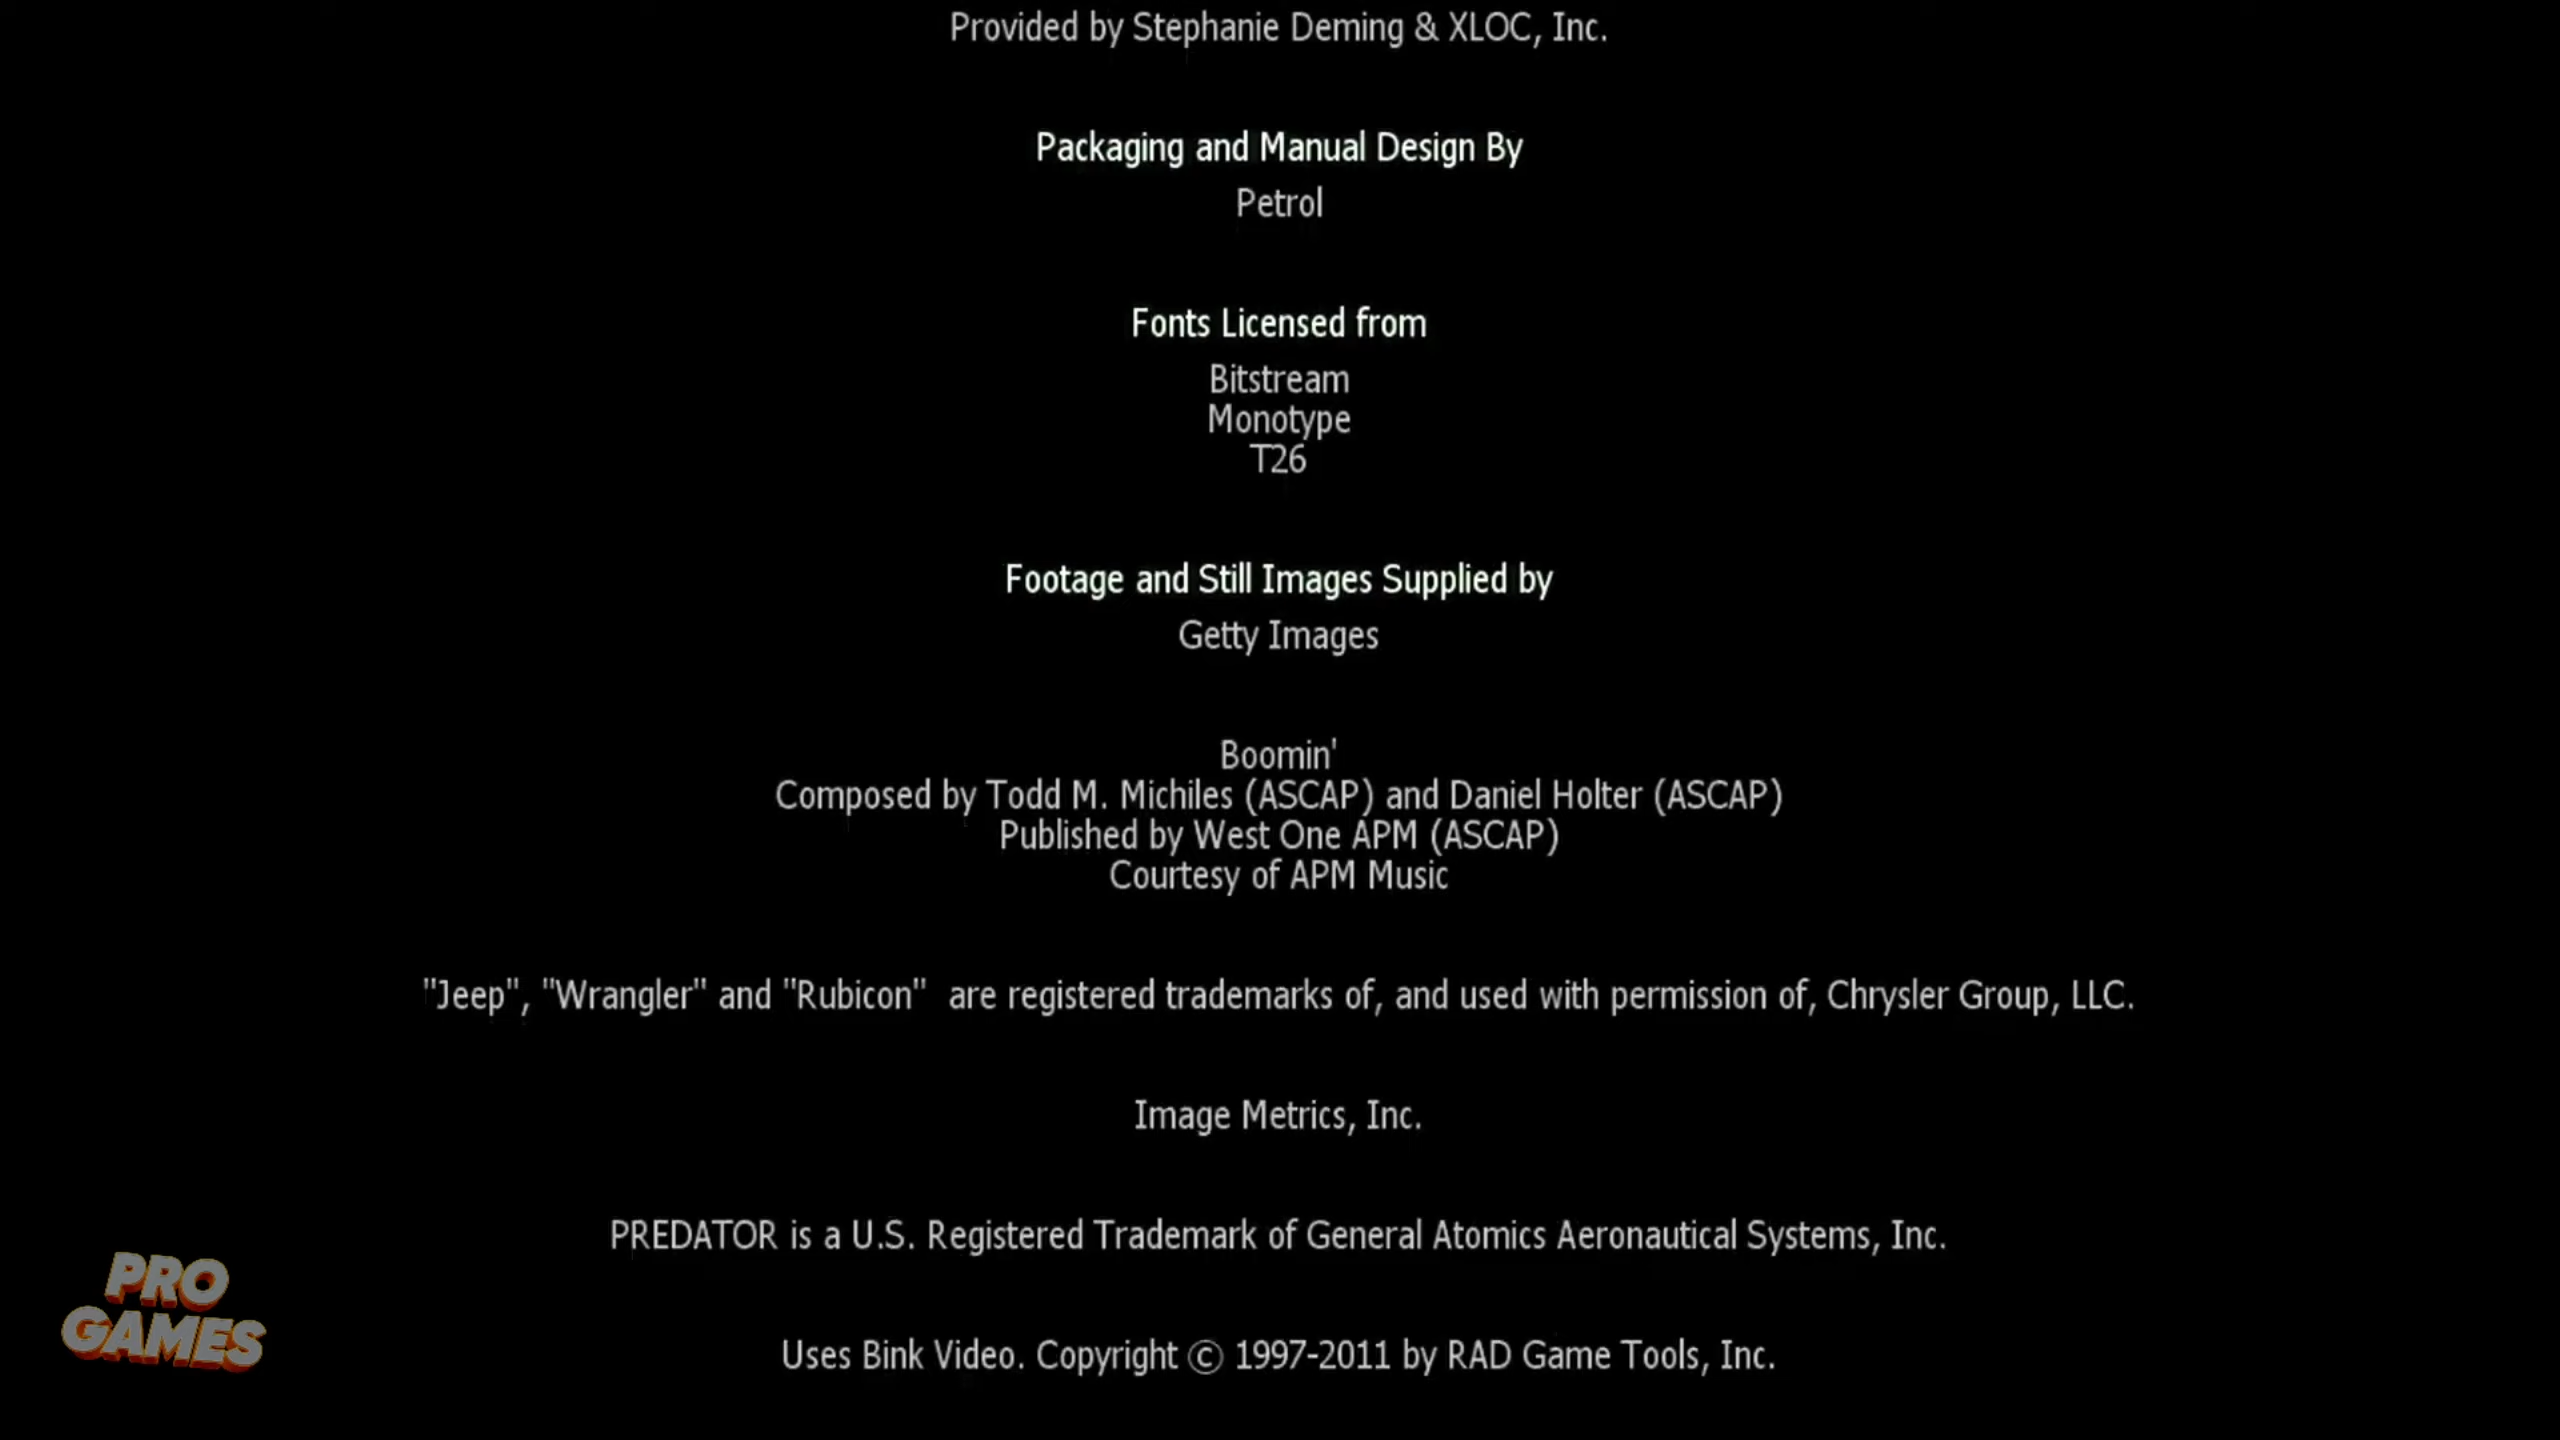 Provided by Stephanie Deming & XLOC, Inc.
Packaging and Manual Design By
Petrol
Fonts Licensed from
Bitstream
Monotype
T26
Footage and Still Images Supplied by
Getty Images
Boomin'
Composed by Todd M. Michiles (ASCAP) and Daniel Holter (ASCAP)
Published by West One APM (ASCAP)
Courtesy of APM Music
"Jeep", "Wrangler" and "Rubicon"  are registered trademarks of, and used with permission of, Chrysler Group, LLC.
Image Metrics, Inc.
PREDATOR is a U.S. Registered Trademark of General Atomics Aeronautical Systems, Inc.
Uses Bink Video. Copyright © 1997-2011 by RAD Game Tools, Inc.
PRO
GAMES